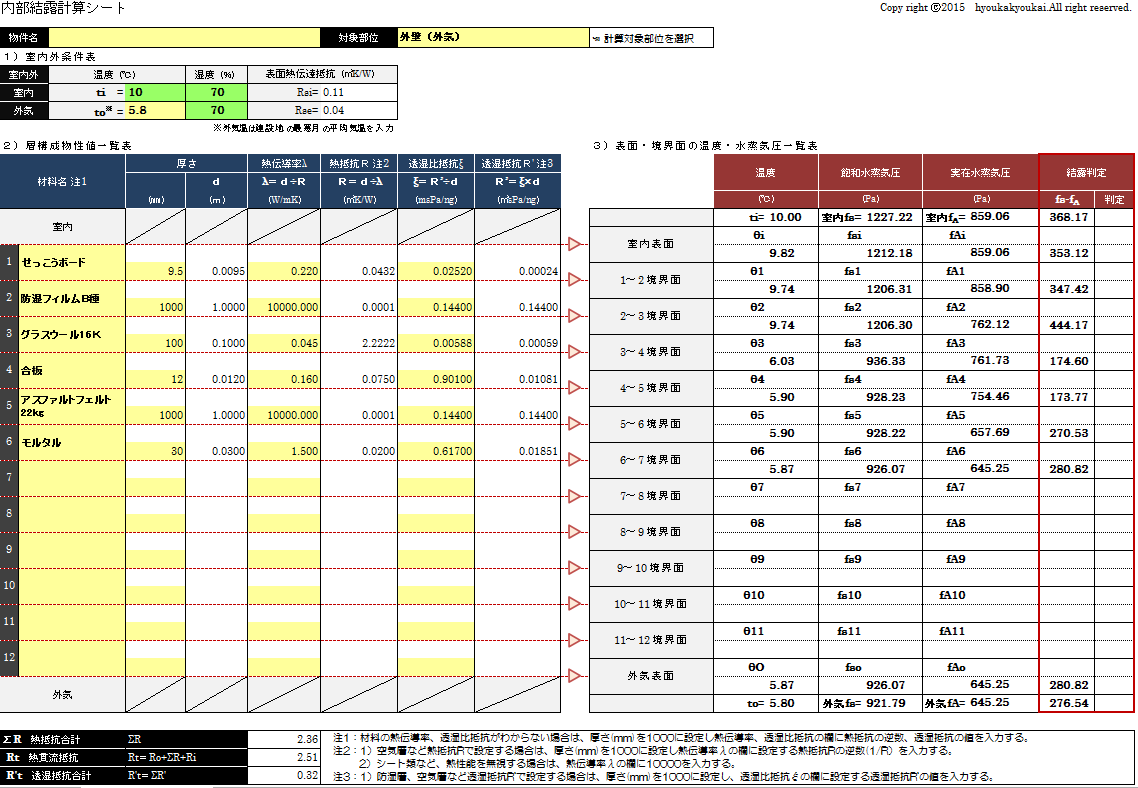 内部結露計算シート
Copy right ©2015 hyoukakyoukai.All right reserved.
物件名 対象部位 外壁（外気） ☜ 計算対象部位を選択
1）室内外条件表
室内外 温度（℃） 湿度（%） 表面熱伝達抵抗（㎡K/W）
室内 ti = 10 70 Rsi= 0.11
外気 to※ = 5.8 70 Rse= 0.04
※外気温は建設地の最寒月の平均気温を入力
2）層構成物性値一覧表
材料名 注1 厚さ 熱伝導率λ 熱抵抗R 注2 透湿比抵抗ξ 透湿抵抗R' 注3
d λ= d÷R R= d÷λ ξ= R'÷d R'= ξ×d
（㎜） （m） （W/mK） （㎡K/W） （msPa/ng） （㎡sPa/ng）
室内
1 せっこうボード 9.5 0.0095 0.220 0.0432 0.02520 0.00024
2 防湿フィルムB種 1000 1.0000 10000.000 0.0001 0.14400 0.14400
3 グラスウール16K 100 0.1000 0.045 2.2222 0.00588 0.00059
4 合板 12 0.0120 0.160 0.0750 0.90100 0.01081
5 アスファルトフェルト22kg 1000 1.0000 10000.000 0.0001 0.14400 0.14400
6 モルタル 30 0.0300 1.500 0.0200 0.61700 0.01851
7
8
9
10
11
12
外気
3）表面・境界面の温度・水蒸気圧一覧表
温度 飽和水蒸気圧 実在水蒸気圧 結露判定
（℃） （Pa） （Pa） fs-fA 判定
ti= 10.00 室内fs= 1227.22 室内fA= 859.06 368.17
室内表面 θi fsi fAi
9.82 1212.18 859.06 353.12
1～2境界面 θ1 fs1 fA1
9.74 1206.31 858.90 347.42
2～3境界面 θ2 fs2 fA2
9.74 1206.30 762.12 444.17
3～4境界面 θ3 fs3 fA3
6.03 936.33 761.73 174.60
4～5境界面 θ4 fs4 fA4
5.90 928.23 754.46 173.77
5～6境界面 θ5 fs5 fA5
5.90 928.22 657.69 270.53
6～7境界面 θ6 fs6 fA6
5.87 926.07 645.25 280.82
7～8境界面 θ7 fs7 fA7
8～9境界面 θ8 fs8 fA8
9～10境界面 θ9 fs9 fA9
10～11境界面 θ10 fs10 fA10
11～12境界面 θ11 fs11 fA11
外気表面 θO fso fAo
5.87 926.07 645.25 280.82
to= 5.80 外気fs= 921.79 外気fA= 645.25 276.54
ΣR 熱抵抗合計 ΣR 2.36
Rt 熱貫流抵抗 Rt= Ro+ΣR+Ri 2.51
R't 透湿抵抗合計 R't= ΣR' 0.32
注1：材料の熱伝導率、透湿比抵抗がわからない場合は、厚さ(mm)を1000に設定し熱伝導率、透湿比抵抗の欄に熱抵抗の逆数、透湿抵抗の値を入力する。
注2：1）空気層など熱抵抗Rで設定する場合は、厚さ(mm)を1000に設定し熱伝導率λの欄に設定する熱抵抗Rの逆数(1/R)を入力する。
2）シート類など、熱性能を無視する場合は、熱伝導率λの欄に10000を入力する。
注3：1）防湿層、空気層など透湿抵抗R'で設定する場合は、厚さ(mm)を1000に設定し、透湿比抵抗ξの欄に設定する透湿抵抗R'の値を入力する。